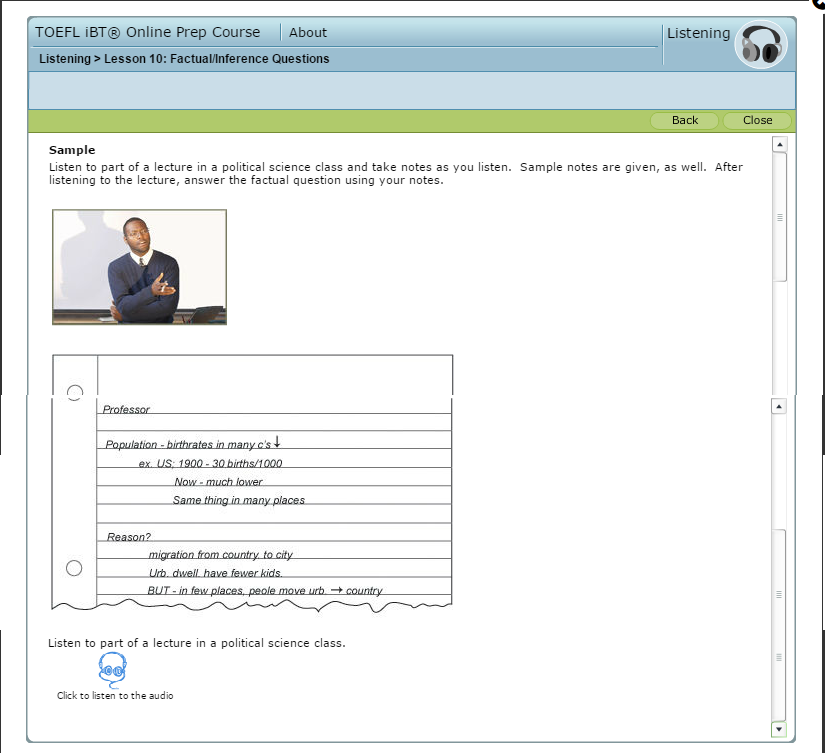 TOEFL iBT® Online Prep Course About
Listening
Listening > Lesson 10: Factual/Inference Questions
Back Close
Sample
Listen to part of a lecture in a political science class and take notes as you listen. Sample notes are given, as well. After
listening to the lecture, answer the factual question using your notes.
Professor
Population - birthrates in many c's ↓
ex. US; 1900 - 30 births/1000
Now - much lower
Same thing in many places
Reason?
migration from country. to city
Urb. dwell. have fewer kids.
BUT - in few places, peole move urb. → country
Listen to part of a lecture in a political science class.
Click to listen to the audio